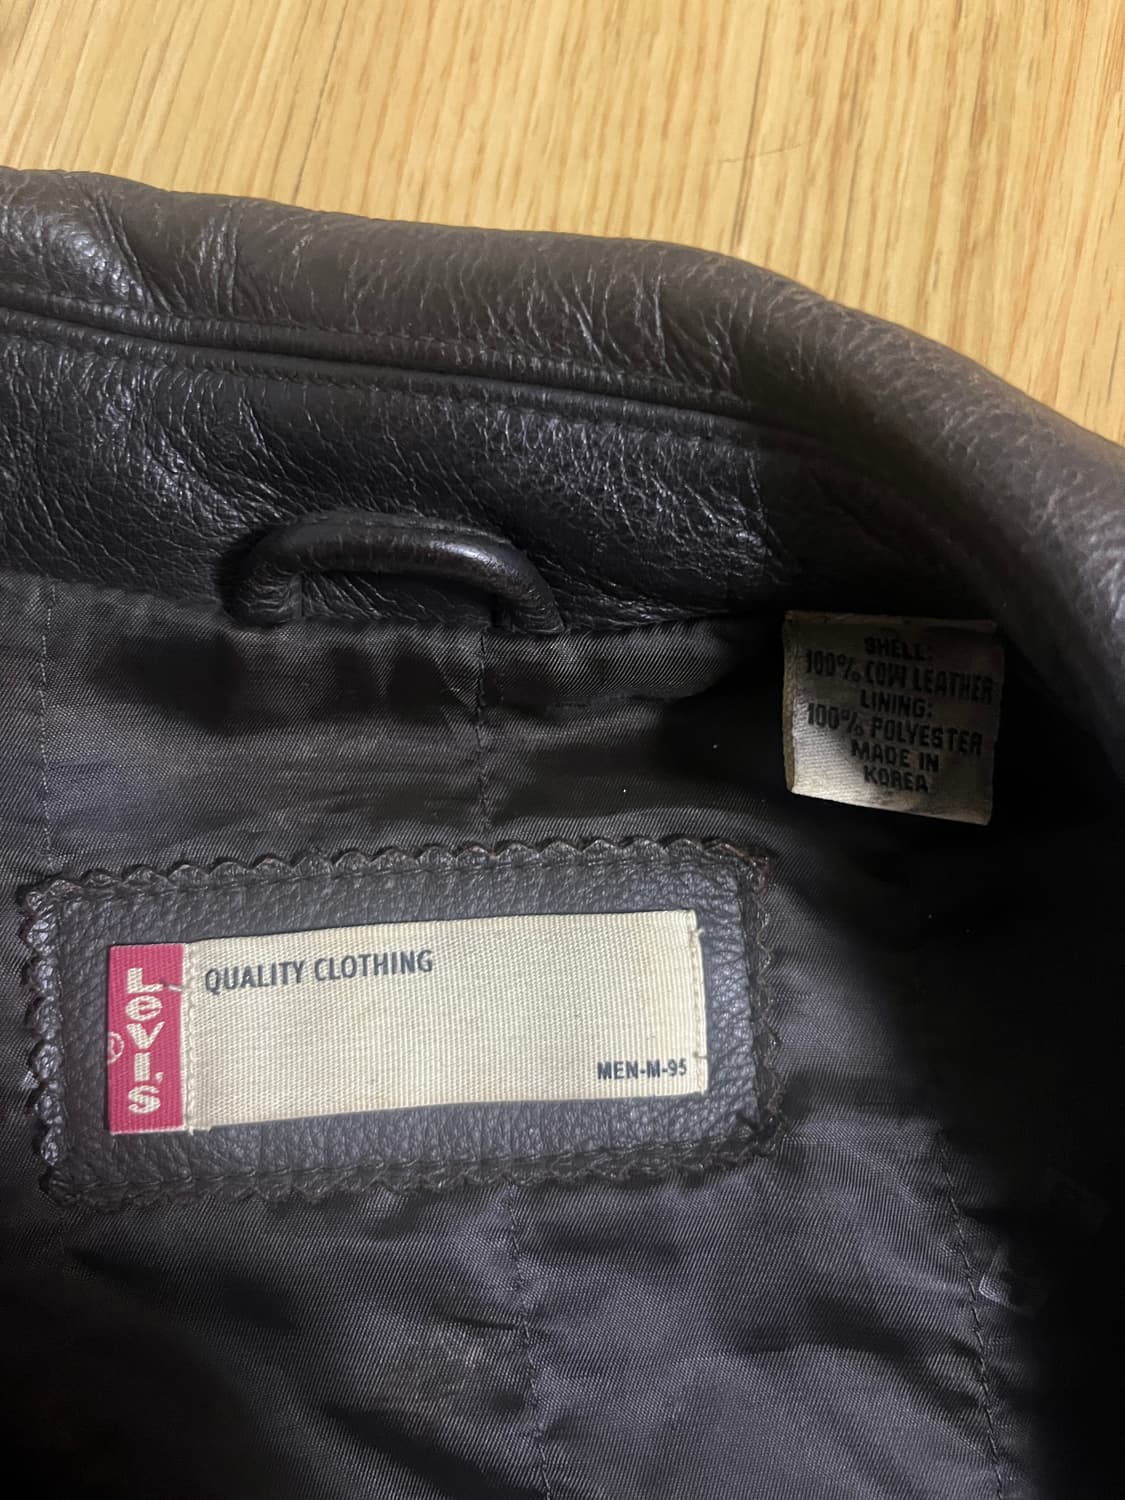 SHELL:
100% COW LEATHER
LINING:
100% POLYESTER
MADE IN
KOREA
LEVI'S ®
QUALITY CLOTHING
MEN-M-95